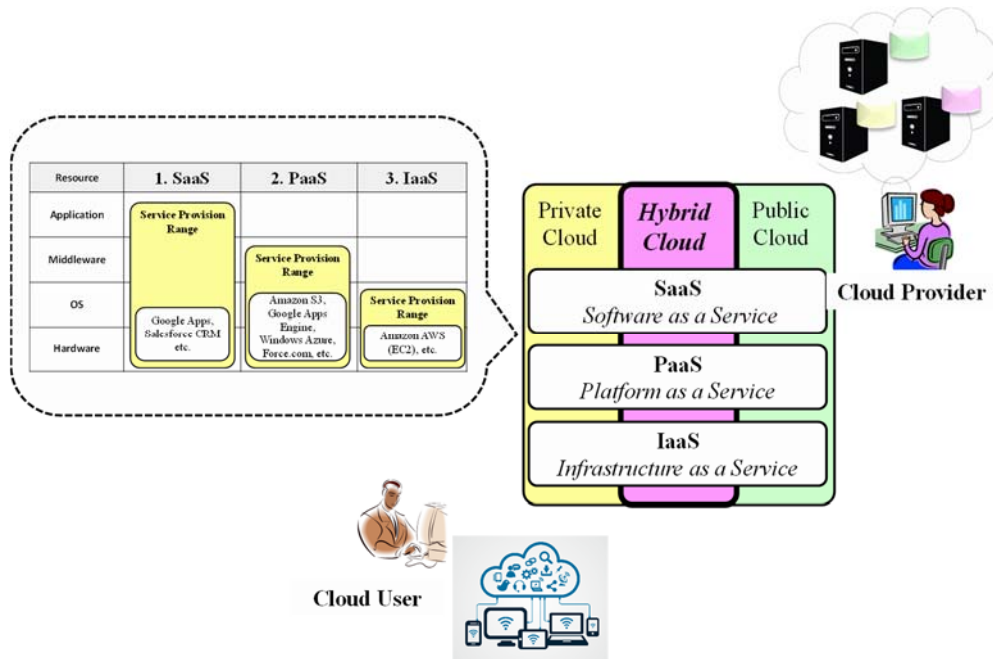 Resource
1. SaaS
2. PaaS
3. IaaS
Application
Middleware
OS
Hardware
Service Provision
Range
Google Apps,
Salesforce CRM
etc.
Service Provision
Range
Amazon S3,
Google Apps
Engine,
Windows Azure,
Force.com, etc.
Service Provision
Range
Amazon AWS
(EC2), etc.
Private
Cloud
Hybrid
Cloud
Public
Cloud
SaaS
Software as a Service
PaaS
Platform as a Service
IaaS
Infrastructure as a Service
Cloud Provider
Cloud User